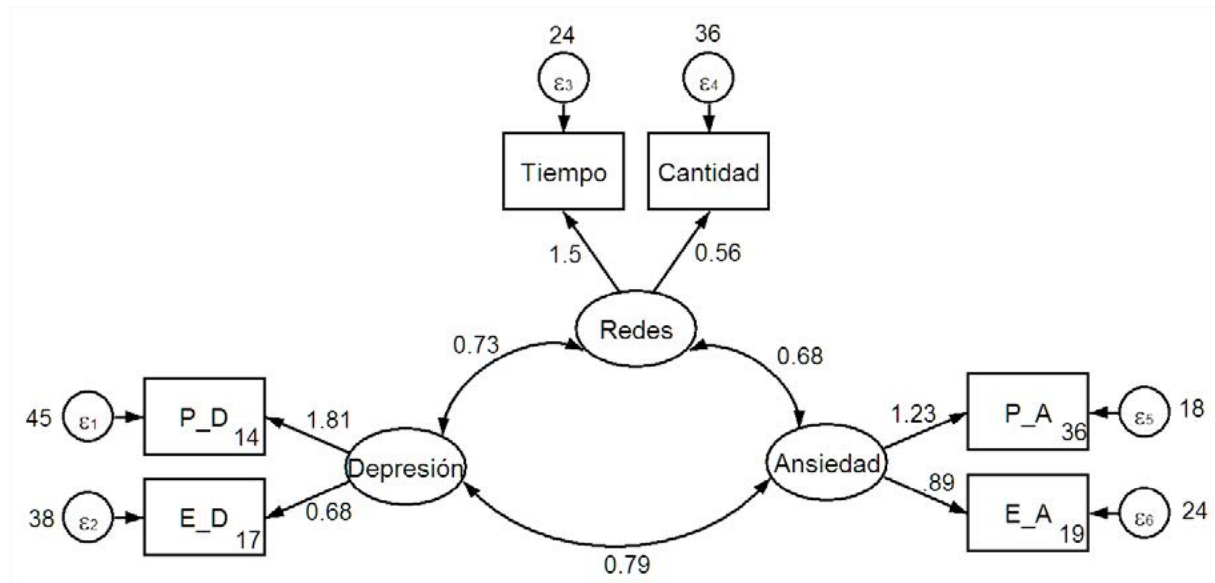 24
36
ε3
ε4
Tiempo
Cantidad
1.5
0.56
Redes
0.73
0.68
45
ε1
P_D
14
1.81
Depresión
38
ε2
E_D
17
0.68
0.79
Ansiedad
1.23
P_A
36
ε5
18
.89
E_A
19
ε6
24